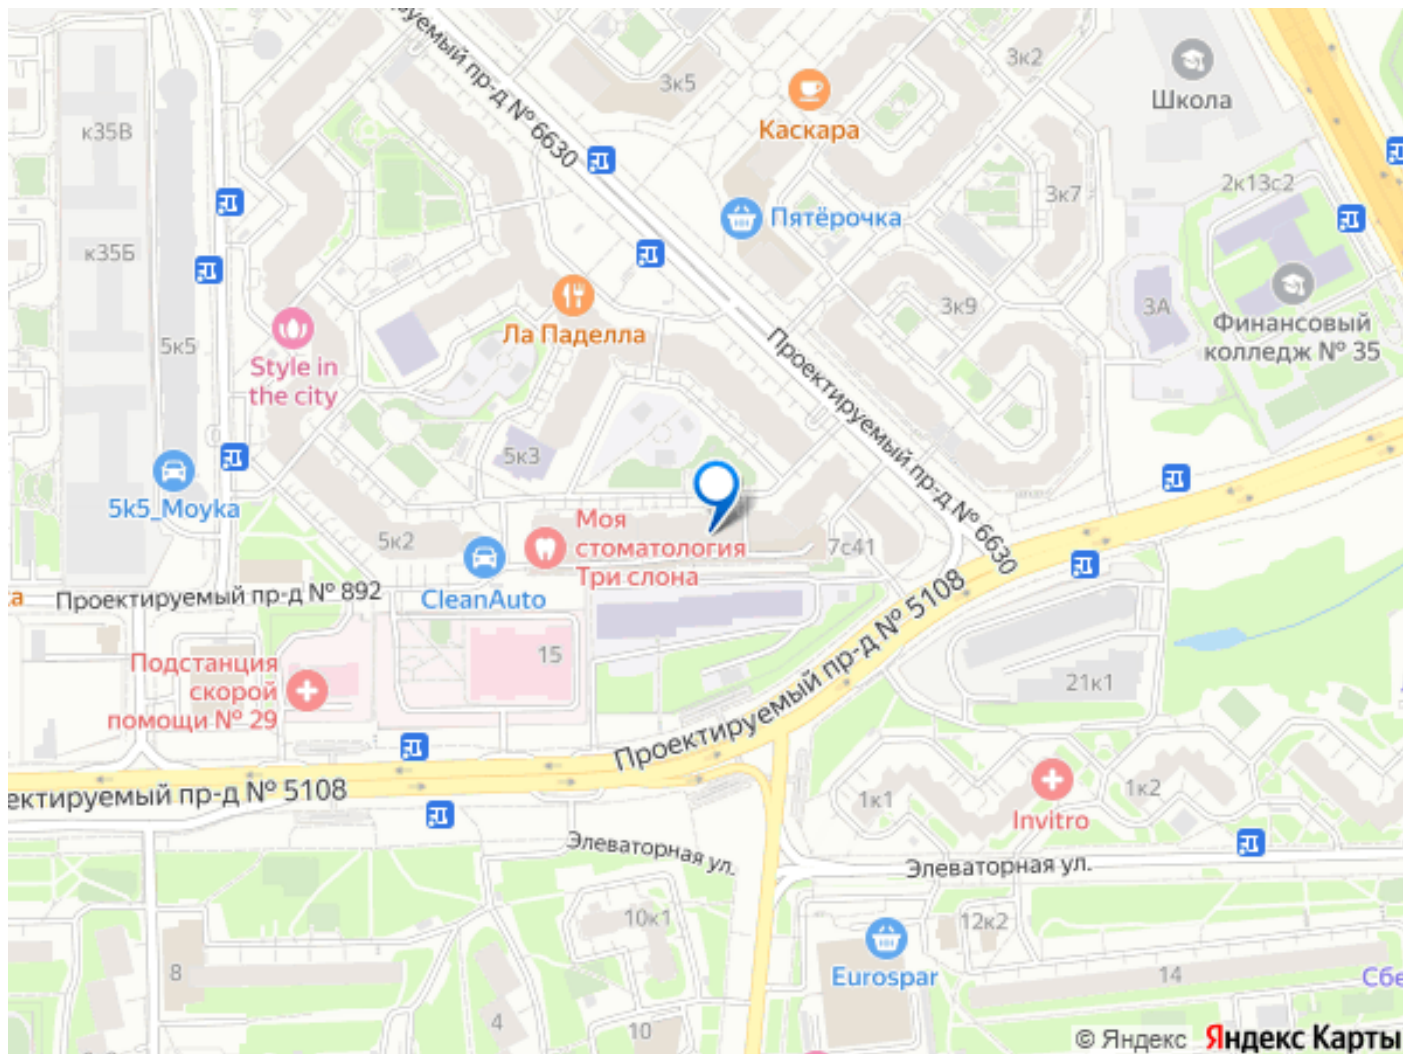 уемый пр-д № 6630
3к5
3к2
Школа
к35В
Каскара
2к13с2
3к7
Пятёрочка
к35Б
3к9
3А
Финансовый
колледж № 35
5к5
Ла Паделла
Style in
the city
Проектируемый пр-д № 6630
5к3
5k5_Moyka
5к2
Моя
стоматология
Три слона
7с41
CleanAuto
Проектируемый пр-д № 892
а
15
Подстанция
скорой
помощи № 29
21к1
Проектируемый пр-д № 5108
ектируемый пр-д № 5108
1к1
1к2
Invitro
Элеваторная ул.
Элеваторная ул.
10к1
12к2
Eurospar
8
14
Сбе
4
10
© Яндекс Яндекс Карты